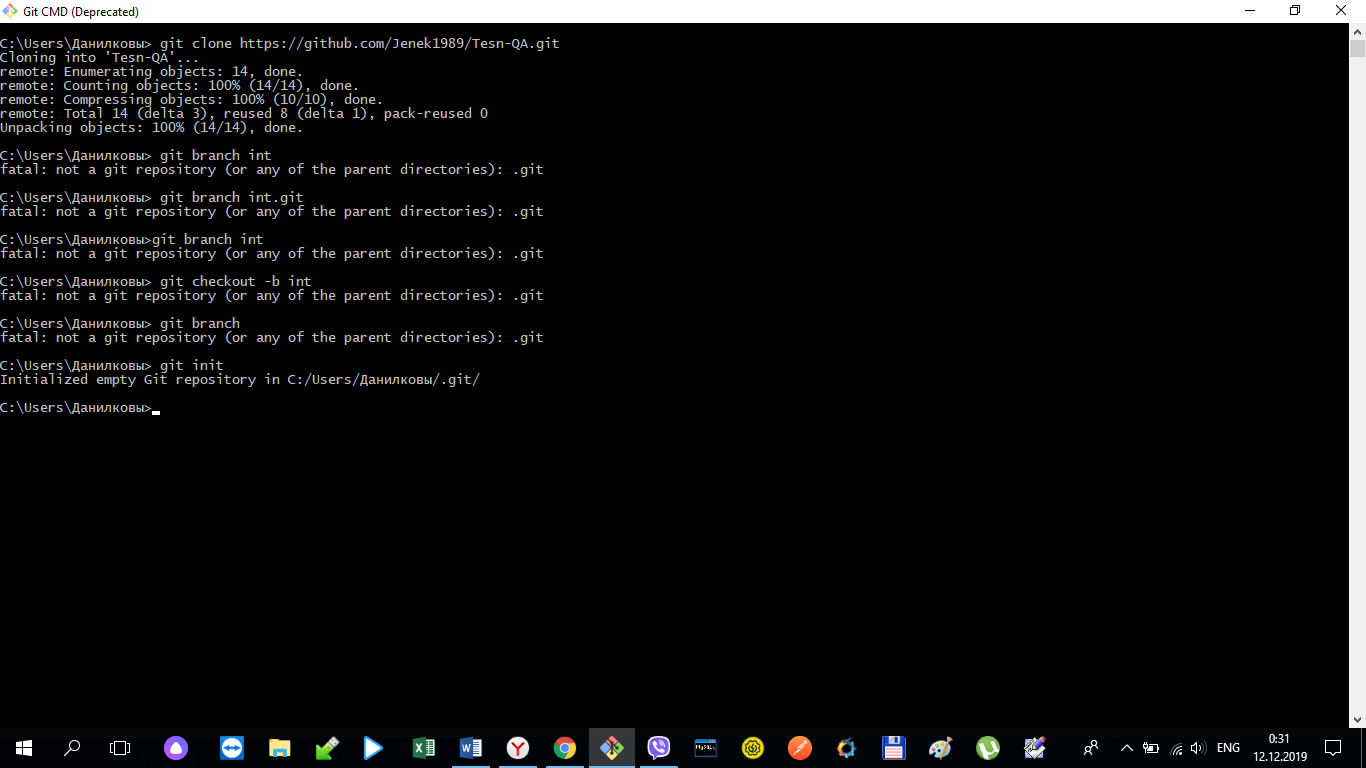 Git CMD (Deprecated)
C:\Users\Данилковы> git clone https://github.com/Jenek1989/Tesn-QA.git
Cloning into 'Tesn-QA'...
remote: Enumerating objects: 14, done.
remote: Counting objects: 100% (14/14), done.
remote: Compressing objects: 100% (10/10), done.
remote: Total 14 (delta 3), reused 8 (delta 1), pack-reused 0
Unpacking objects: 100% (14/14), done.
C:\Users\Данилковы> git branch int
fatal: not a git repository (or any of the parent directories): .git
C:\Users\Данилковы> git branch int.git
fatal: not a git repository (or any of the parent directories): .git
C:\Users\Данилковы>git branch int
fatal: not a git repository (or any of the parent directories): .git
C:\Users\Данилковы> git checkout -b int
fatal: not a git repository (or any of the parent directories): .git
C:\Users\Данилковы> git branch
fatal: not a git repository (or any of the parent directories): .git
C:\Users\Данилковы> git init
Initialized empty Git repository in C:/Users/Данилковы/.git/
C:\Users\Данилковы>
ENG
0:31
12.12.2019